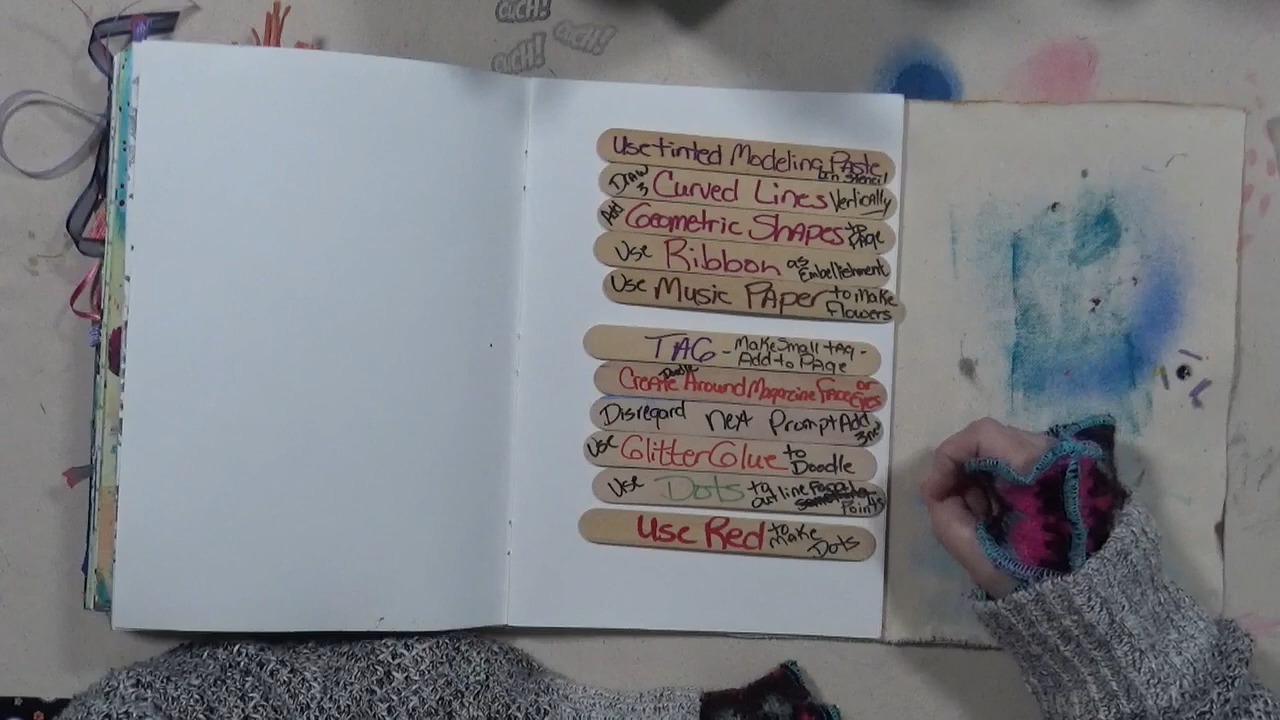 OUCH!
OUCH!
OUCH!
Use tinted Modeling Paste
on stencil
Draw 3 Curved Lines Vertically
Add Geometric Shapes to Page
Use Ribbon as Embelishment
Use Music Paper to Make
Flowers
TAG - Make Small tag -
Add to Page
Create Doodle Around Magazine Face or Eyes
Disregard Next Prompt Add
2nd
Use Glitter Glue to Doodle
Use Dots to outline
Points
Use Red to make Dots